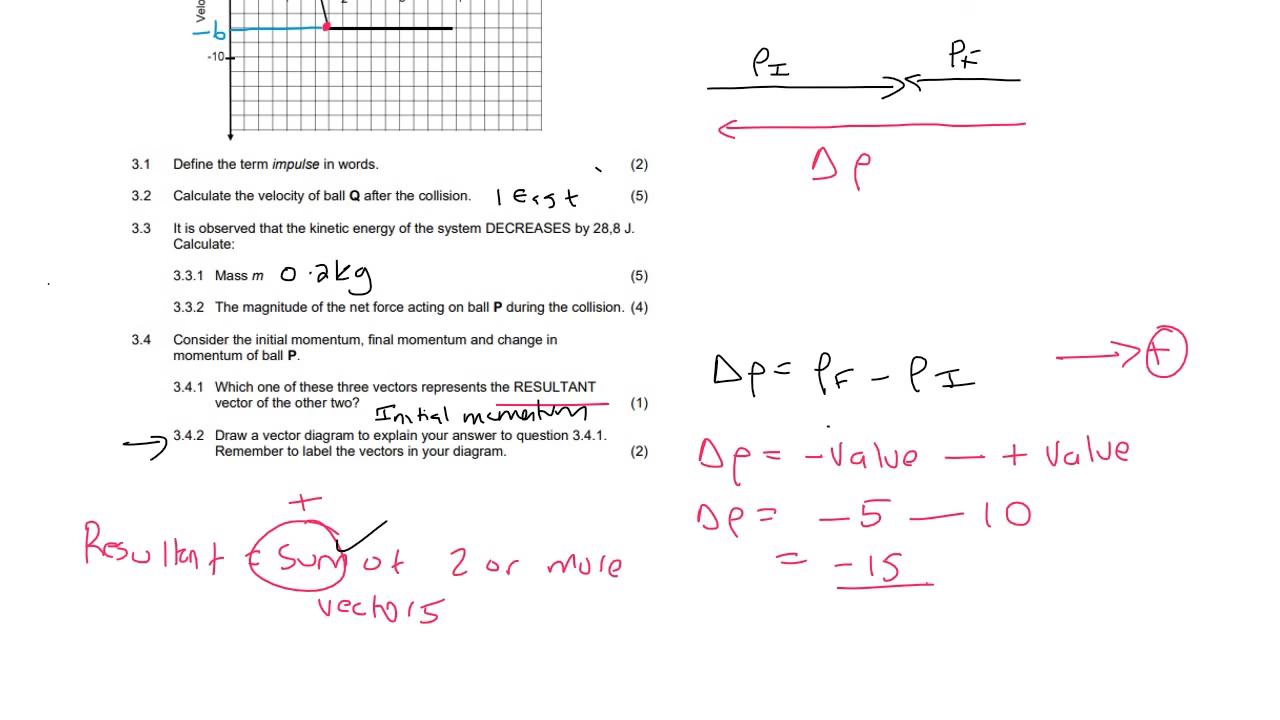 Velo
2
-6
-10
3.1 Define the term impulse in words. (2)
3.2 Calculate the velocity of ball Q after the collision. (5)
1 East
3.3 It is observed that the kinetic energy of the system DECREASES by 28,8 J.
Calculate:
3.3.1 Mass m 0.2kg (5)
3.3.2 The magnitude of the net force acting on ball P during the collision. (4)
3.4 Consider the initial momentum, final momentum and change in
momentum of ball P.
3.4.1 Which one of these three vectors represents the RESULTANT
vector of the other two? (1)
Initial momentum
3.4.2 Draw a vector diagram to explain your answer to question 3.4.1.
Remember to label the vectors in your diagram. (2)
+
Resultant = sum of 2 or more
vectors
PI
PF
Δp
Δp = PF - PI
+
Δp = - value — + value
Δp = -5 — 10
= -15